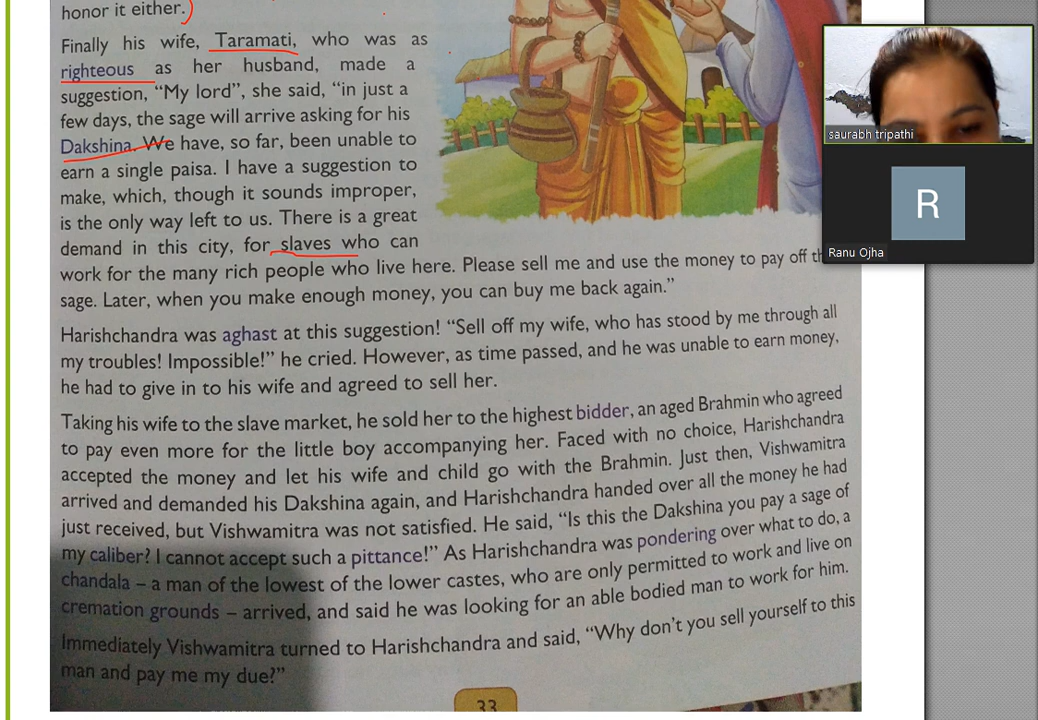 honor it either.)
Finally his wife, Taramati, who was as
righteous as her husband, made a
suggestion, “My lord”, she said, “in just a
few days, the sage will arrive asking for his
Dakshina. We have, so far, been unable to
earn a single paisa. I have a suggestion to
make, which, though it sounds improper,
is the only way left to us. There is a great
demand in this city, for slaves who can
work for the many rich people who live here. Please sell me and use the money to pay off
sage. Later, when you make enough money, you can buy me back again.”
Harishchandra was aghast at this suggestion! “Sell off my wife, who has stood by me through all
my troubles! Impossible!” he cried. However, as time passed, and he was unable to earn money,
he had to give in to his wife and agreed to sell her.
Taking his wife to the slave market, he sold her to the highest bidder, an aged Brahmin who agreed
to pay even more for the little boy accompanying her. Faced with no choice, Harishchandra
accepted the money and let his wife and child go with the Brahmin. Just then, Vishwamitra
arrived and demanded his Dakshina again, and Harishchandra handed over all the money he had
just received, but Vishwamitra was not satisfied. He said, “Is this the Dakshina you pay a sage of
my caliber? I cannot accept such a pittance!” As Harishchandra was pondering over what to do, a
chandala – a man of the lowest of the lower castes, who are only permitted to work and live on
cremation grounds – arrived, and said he was looking for an able bodied man to work for him.
Immediately Vishwamitra turned to Harishchandra and said, “Why don’t you sell yourself to this
man and pay me my due?”
33
saurabh tripathi
R
Ranu Ojha